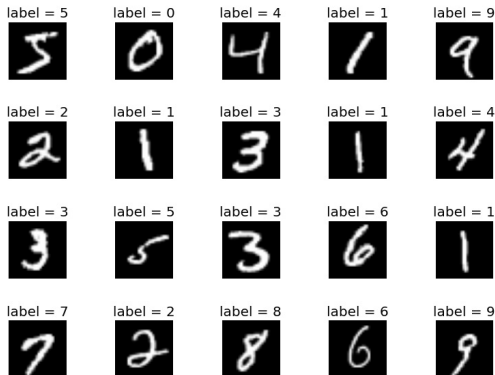 label = 5 label = 0 label = 4 label = 1 label = 9
5 0 4 1 9
label = 2 label = 1 label = 3 label = 1 label = 4
2 1 3 1 4
label = 3 label = 5 label = 3 label = 6 label = 1
3 5 3 6 1
label = 7 label = 2 label = 8 label = 6 label = 9
7 2 8 6 9